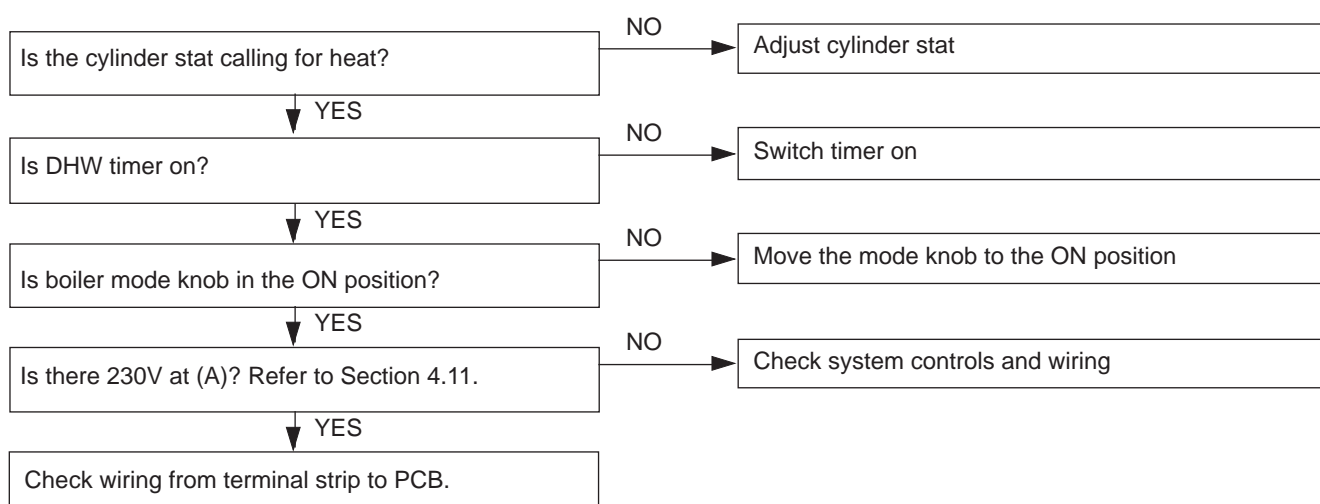 Is the cylinder stat calling for heat?
NO
Adjust cylinder stat
YES
Is DHW timer on?
NO
Switch timer on
YES
Is boiler mode knob in the ON position?
NO
Move the mode knob to the ON position
YES
Is there 230V at (A)? Refer to Section 4.11.
NO
Check system controls and wiring
YES
Check wiring from terminal strip to PCB.